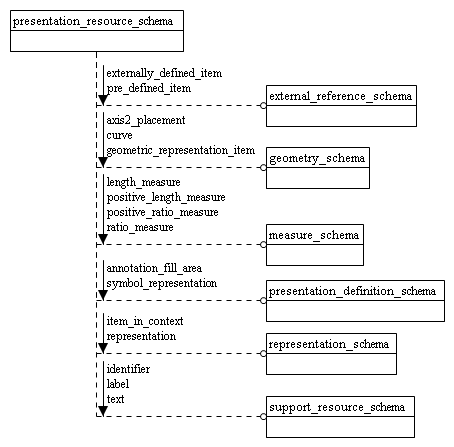 presentation_resource_schema
externally_defined_item
pre_defined_item
external_reference_schema
axis2_placement
curve
geometric_representation_item
geometry_schema
length_measure
positive_length_measure
positive_ratio_measure
ratio_measure
measure_schema
annotation_fill_area
symbol_representation
presentation_definition_schema
item_in_context
representation
representation_schema
identifier
label
text
support_resource_schema